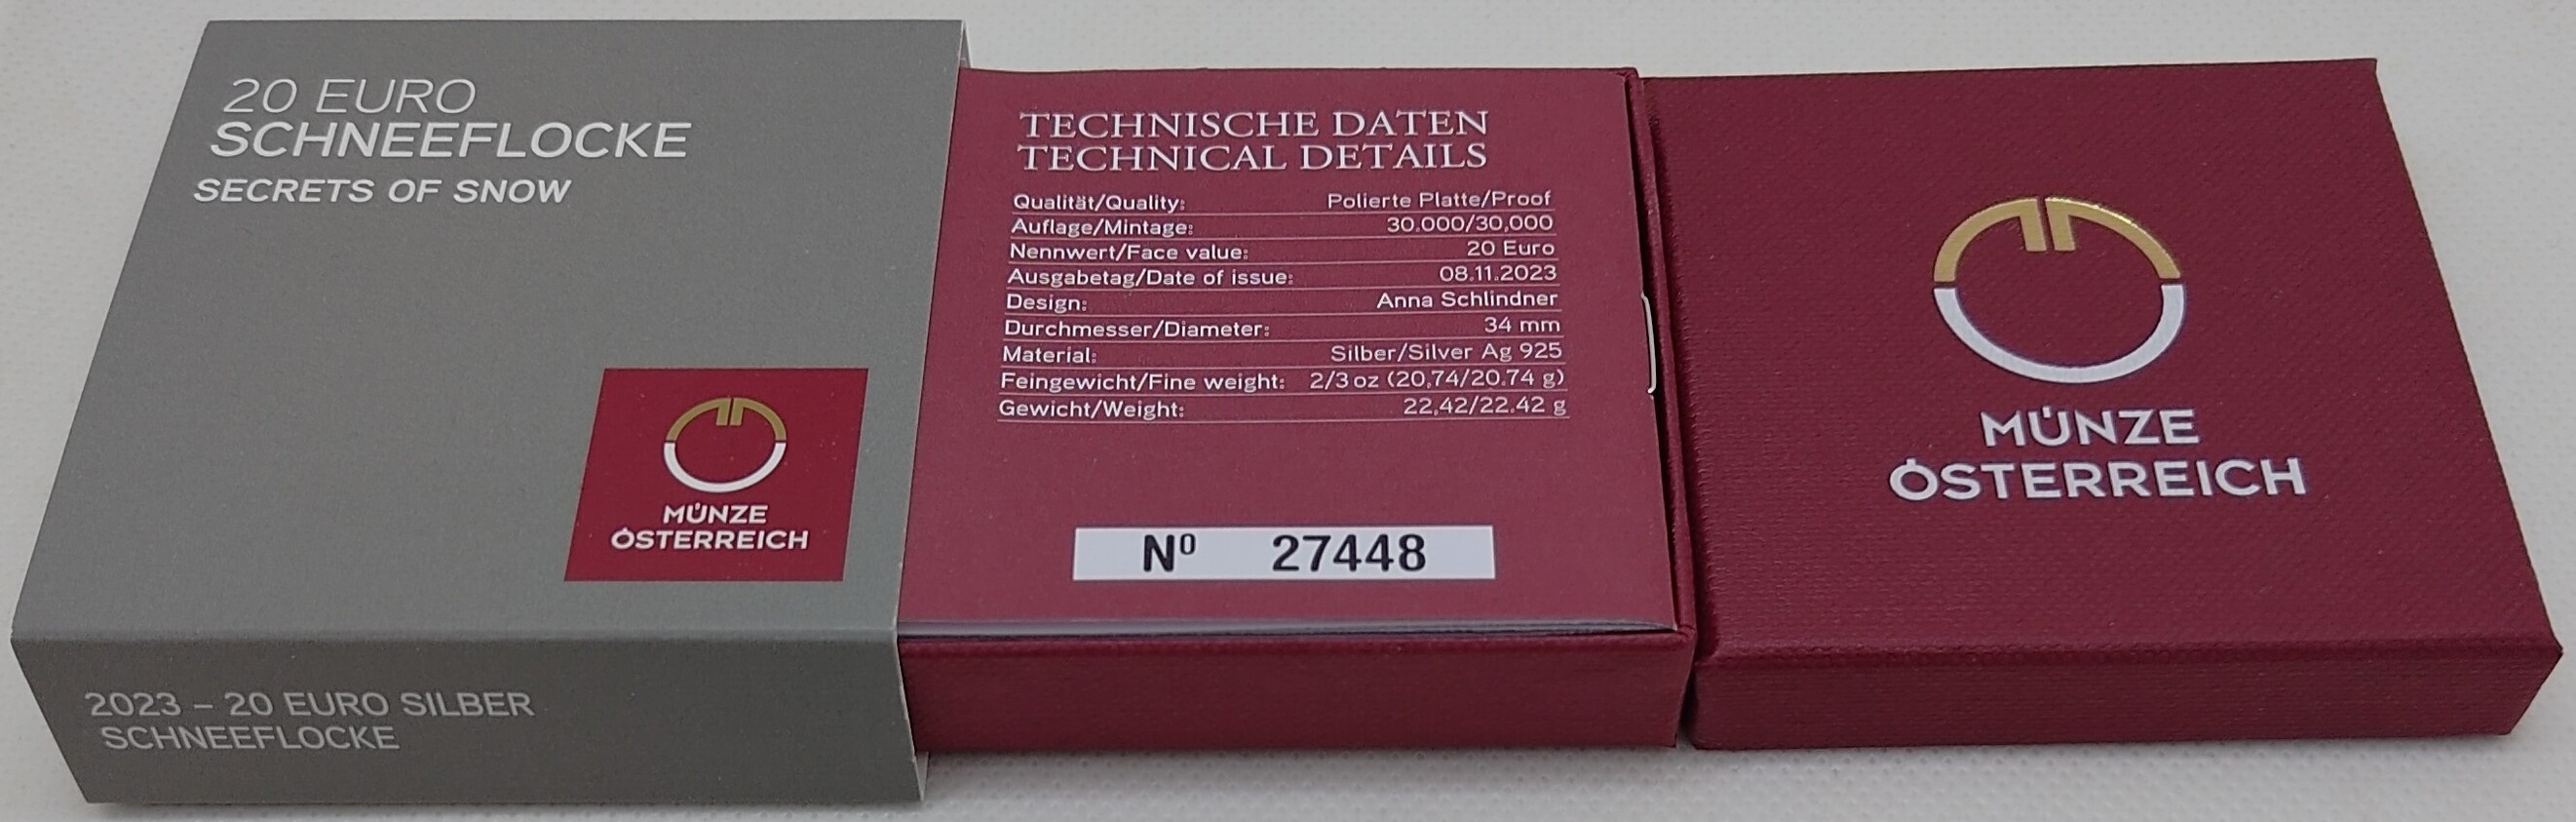 20 EURO
SCHNEEFLOCKE
SECRETS OF SNOW
MÜNZE
ÖSTERREICH
2023 – 20 EURO SILBER
SCHNEEFLOCKE
TECHNISCHE DATEN
TECHNICAL DETAILS
Qualität/Quality: Polierte Platte/Proof
Auflage/Mintage: 30.000/30,000
Nennwert/Face value: 20 Euro
Ausgabetag/Date of issue: 08.11.2023
Design: Anna Schlindner
Durchmesser/Diameter: 34 mm
Material: Silber/Silver Ag 925
Feingewicht/Fine weight: 2/3 oz (20,74/20.74 g)
Gewicht/Weight: 22,42/22.42 g
Nº 27448
MÜNZE
ÖSTERREICH